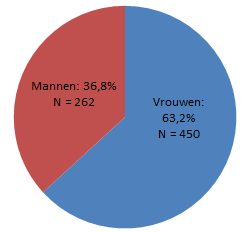 Mannen: 36,8%
N = 262
Vrouwen:
63,2%
N = 450